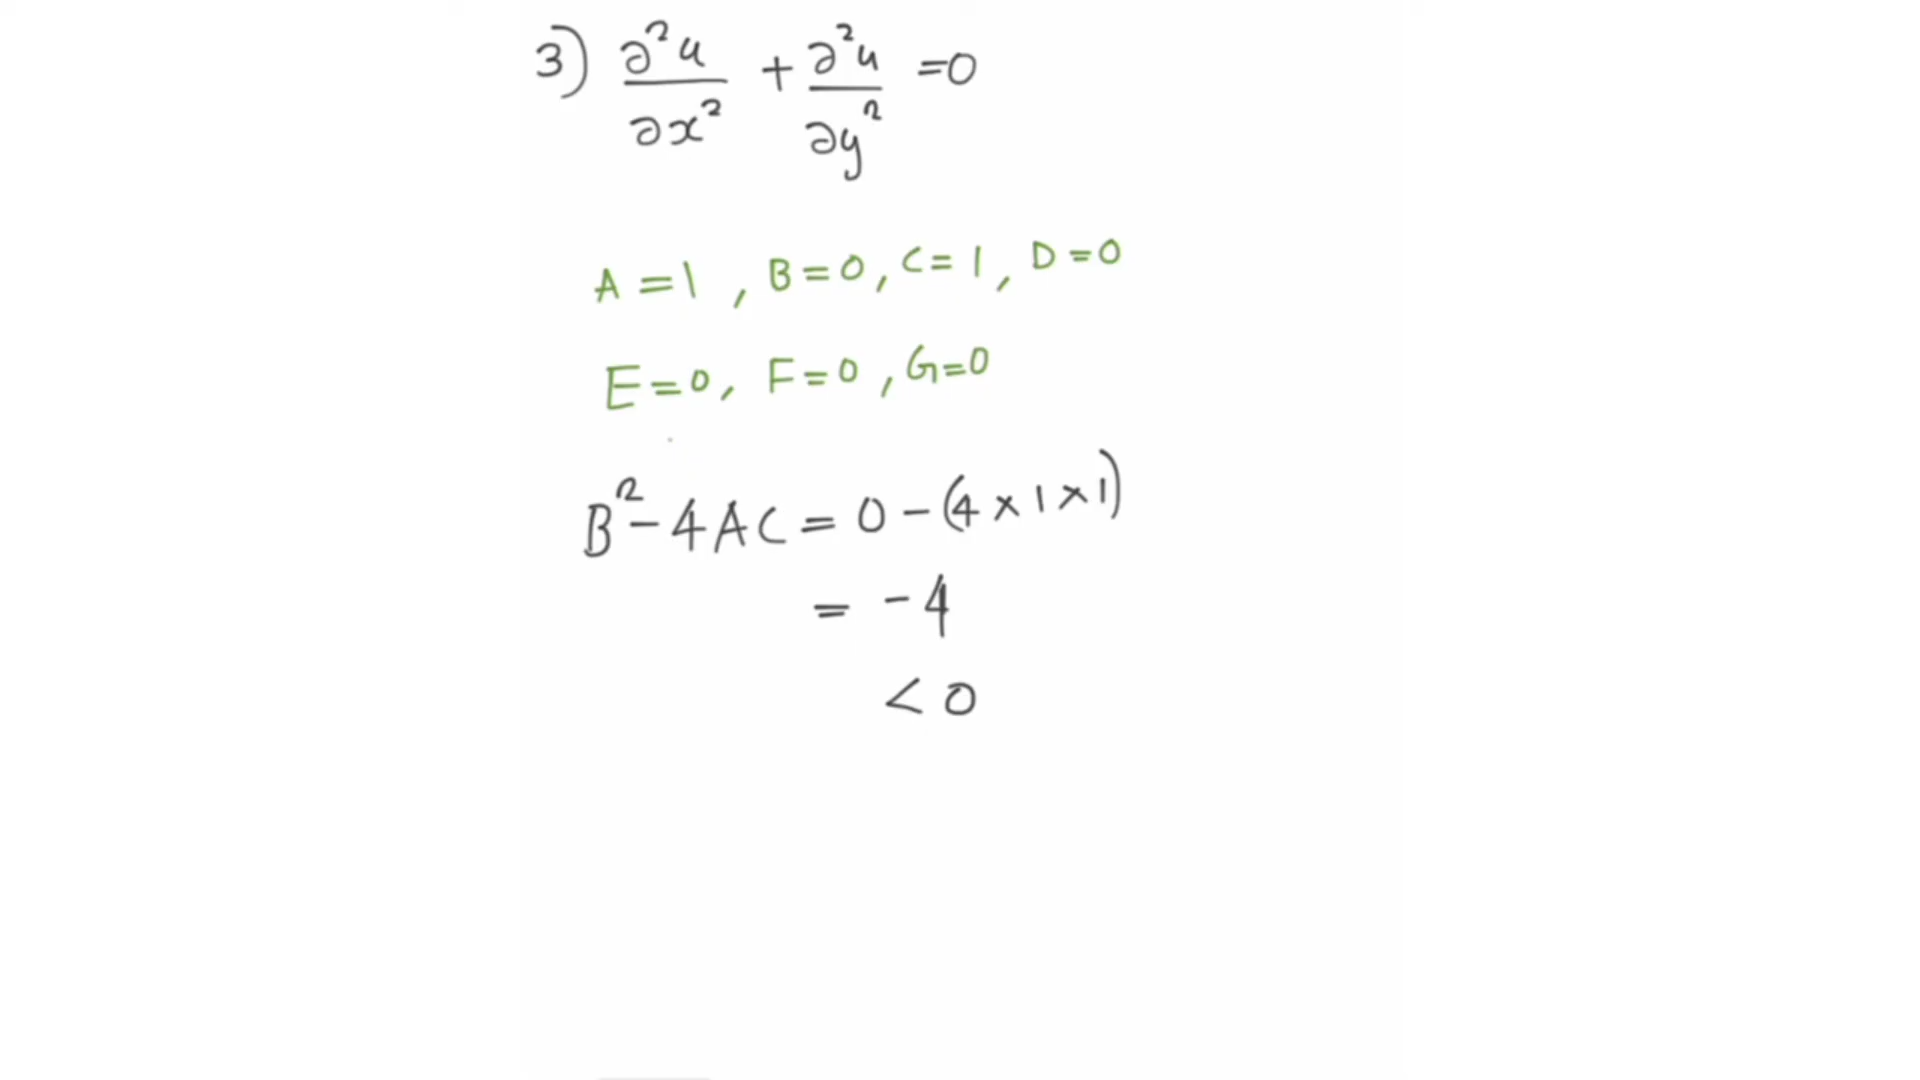 3) ∂²u/∂x² + ∂²u/∂y² = 0
A = 1 , B = 0 , C = 1 , D = 0
E = 0 , F = 0 , G = 0
B² - 4AC = 0 - (4 × 1 × 1)
= -4
< 0